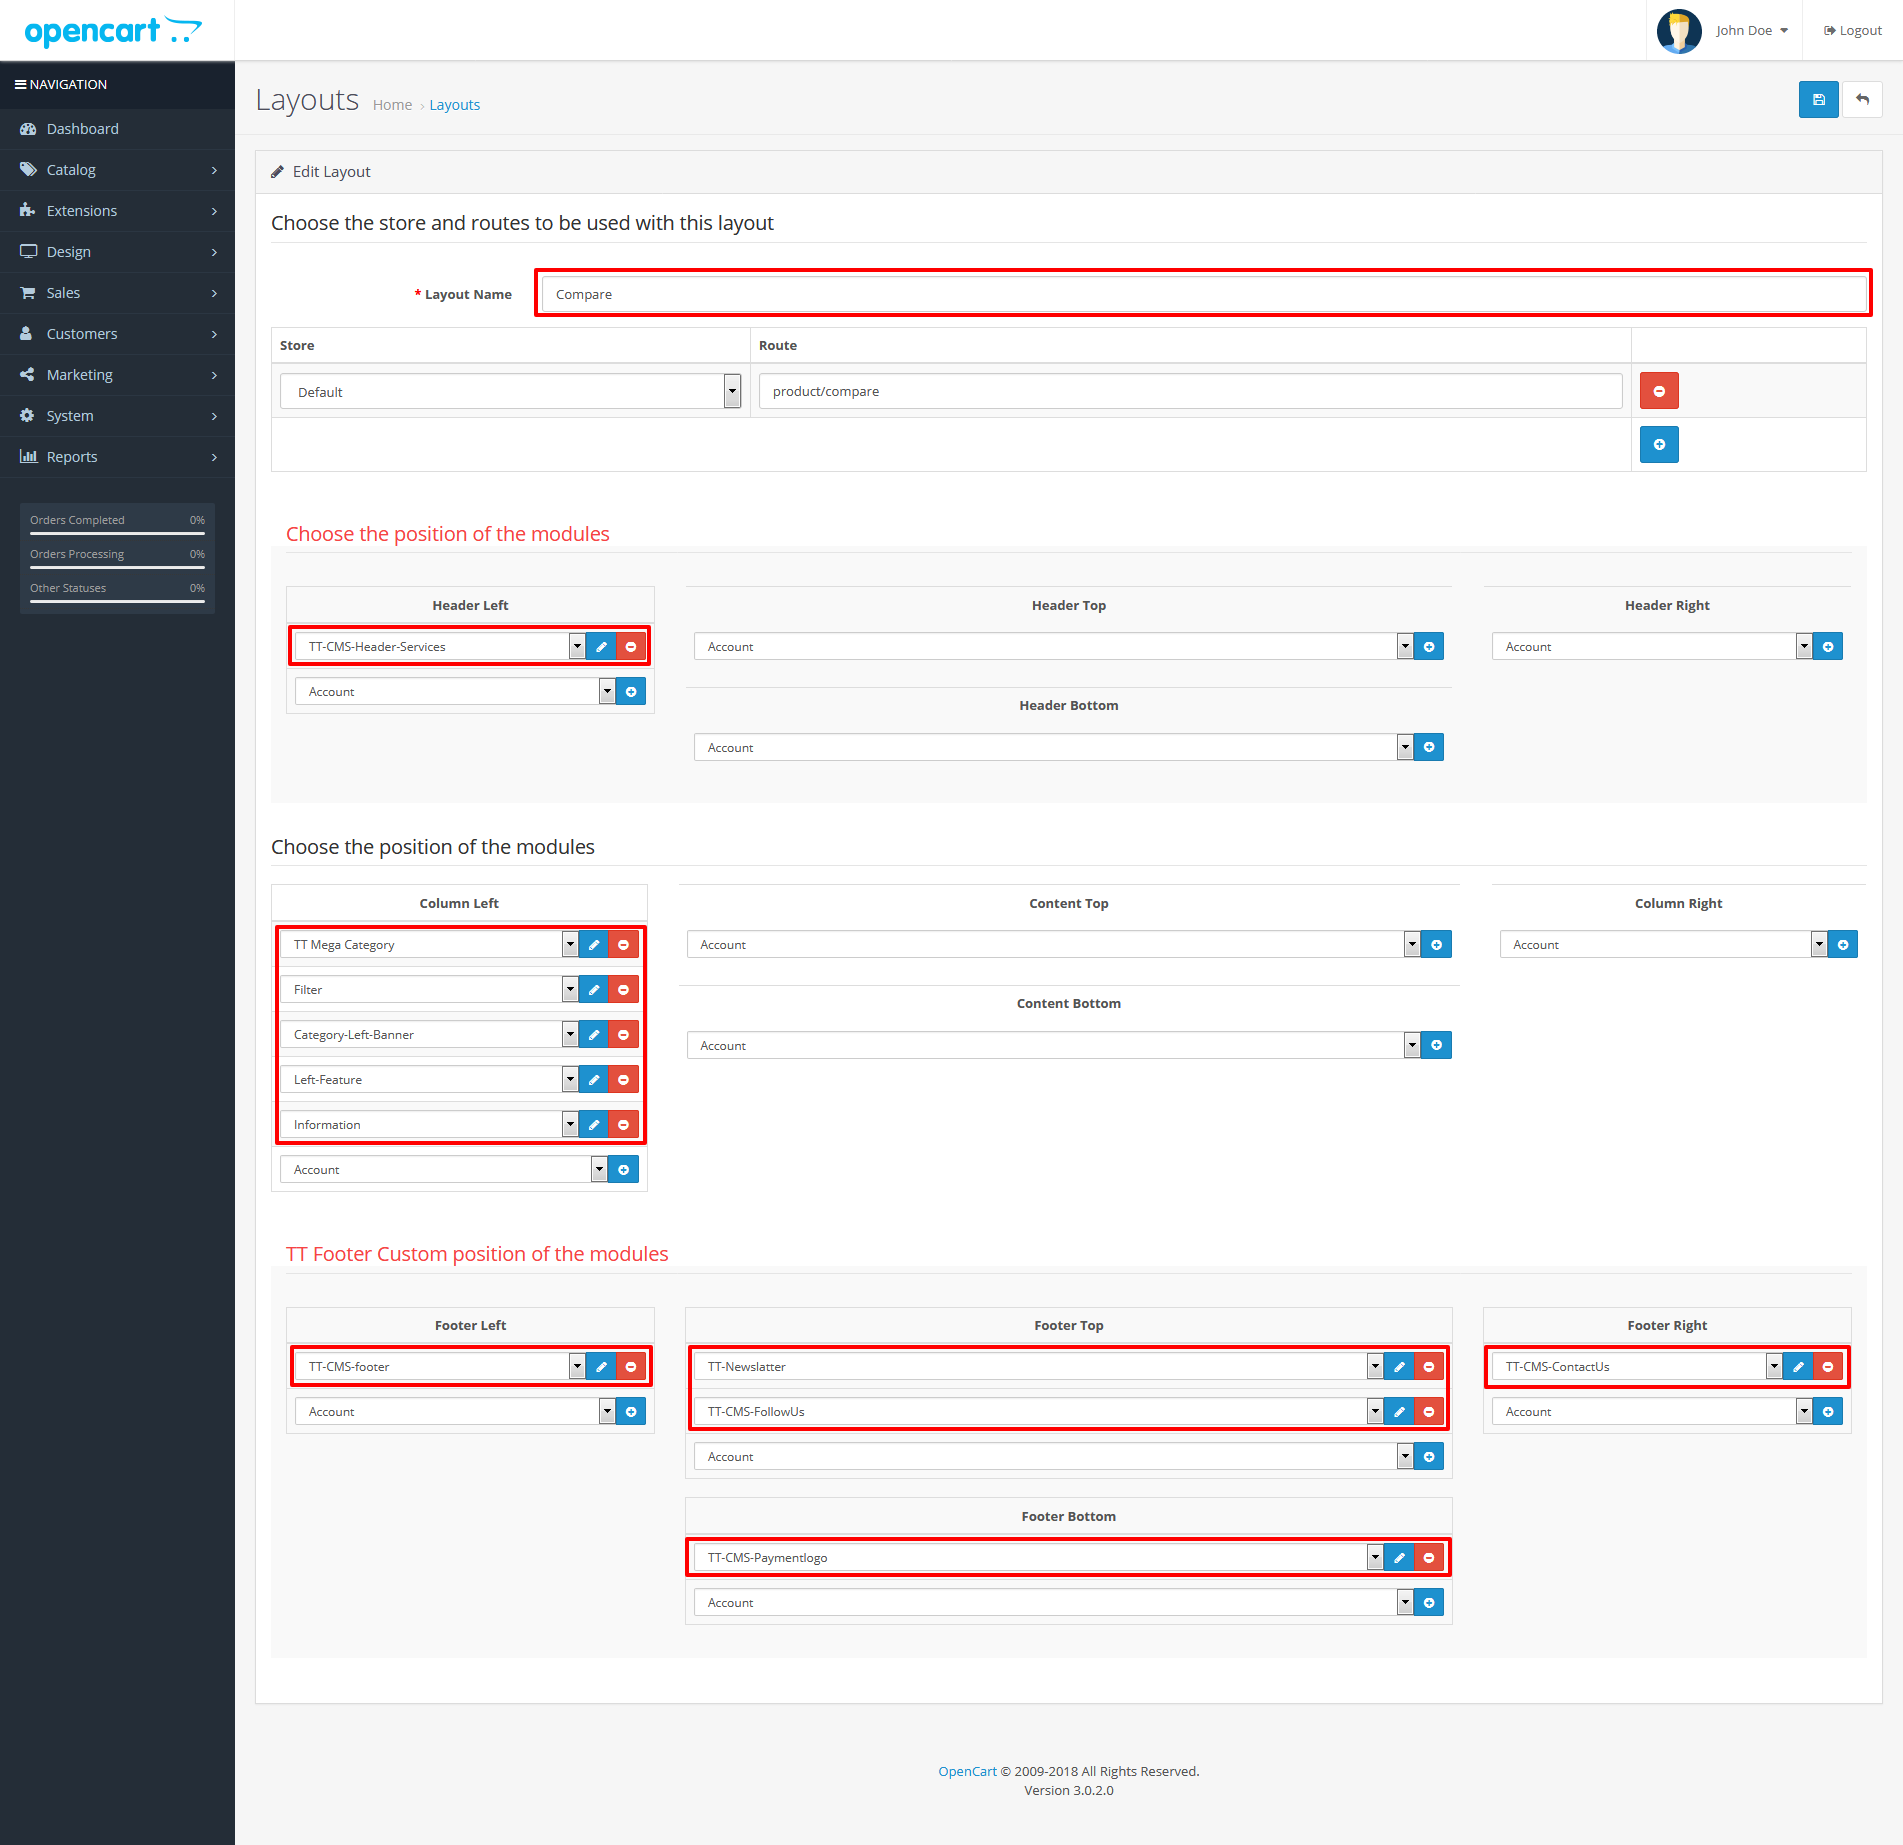 opencart
John Doe
Logout
NAVIGATION
Dashboard
Catalog
Extensions
Design
Sales
Customers
Marketing
System
Reports
Orders Completed 0%
Orders Processing 0%
Other Statuses 0%
Layouts Home › Layouts
Edit Layout
Choose the store and routes to be used with this layout
* Layout Name Compare
Store Route
Default product/compare
Choose the position of the modules
Header Left Header Top Header Right
TT-CMS-Header-Services Account Account
Account
Header Bottom
Account
Choose the position of the modules
Column Left Content Top Column Right
TT Mega Category Account Account
Filter
Content Bottom
Category-Left-Banner Account
Left-Feature
Information
Account
TT Footer Custom position of the modules
Footer Left Footer Top Footer Right
TT-CMS-footer TT-Newslatter TT-CMS-ContactUs
Account TT-CMS-FollowUs Account
Account
Footer Bottom
TT-CMS-Paymentlogo
Account
OpenCart © 2009-2018 All Rights Reserved.
Version 3.0.2.0